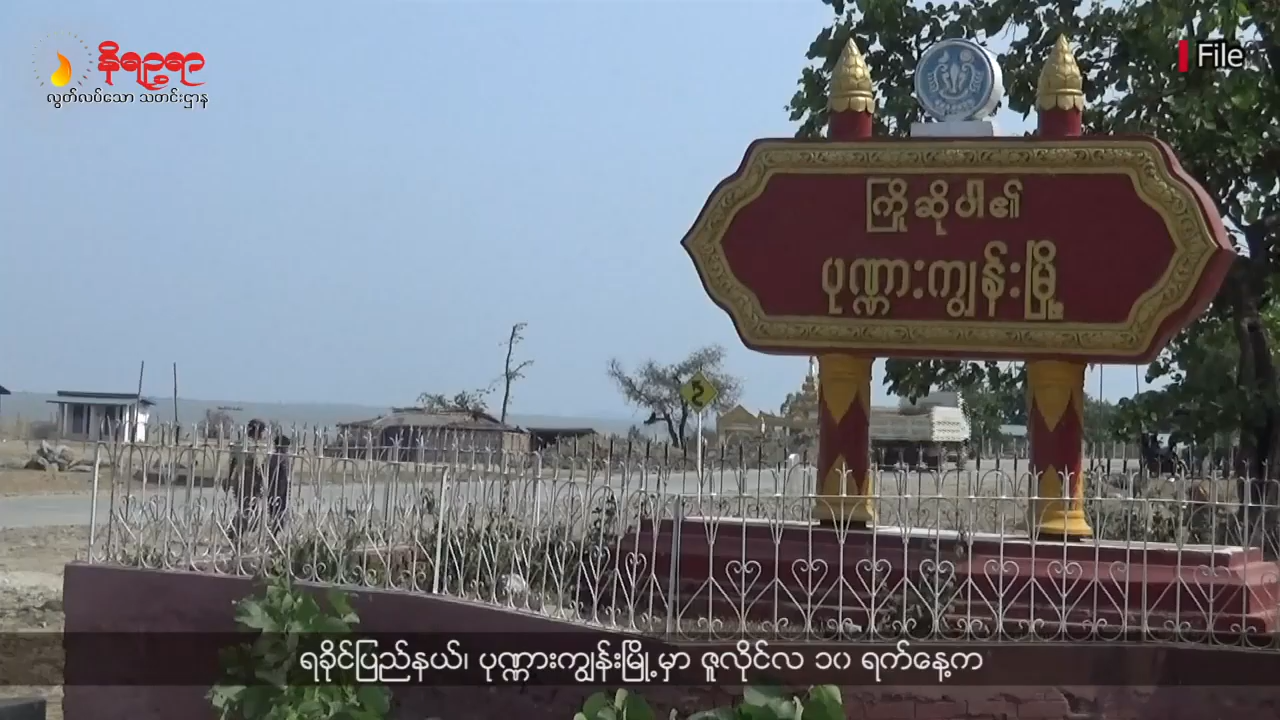 နိရဉ္စရာ
လွတ်လပ်သော သတင်းဌာန
File
ကြိုဆိုပါ၏
ပုဏ္ဏားကျွန်းမြို့
ရခိုင်ပြည်နယ်၊ ပုဏ္ဏားကျွန်းမြို့မှာ ဇူလိုင်လ ၁၀ ရက်နေ့က